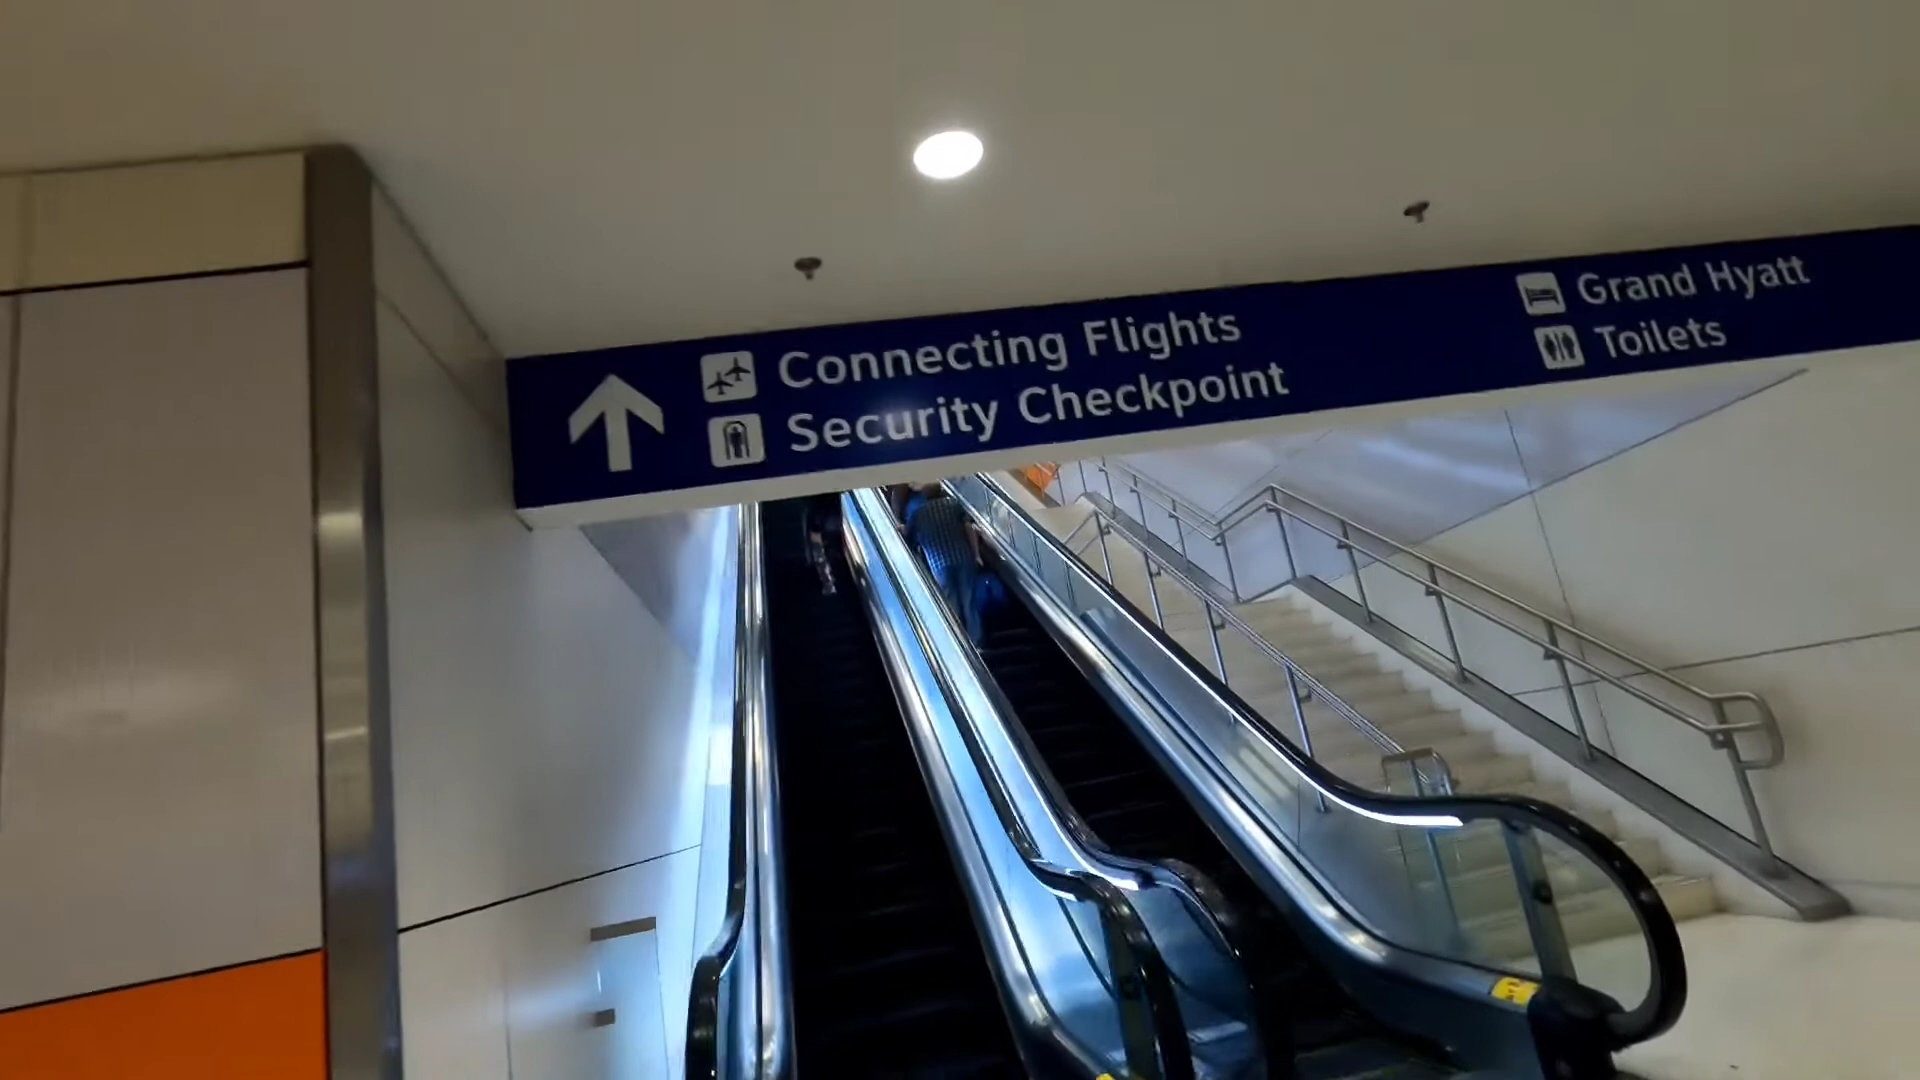 Connecting Flights
Security Checkpoint
Grand Hyatt
Toilets